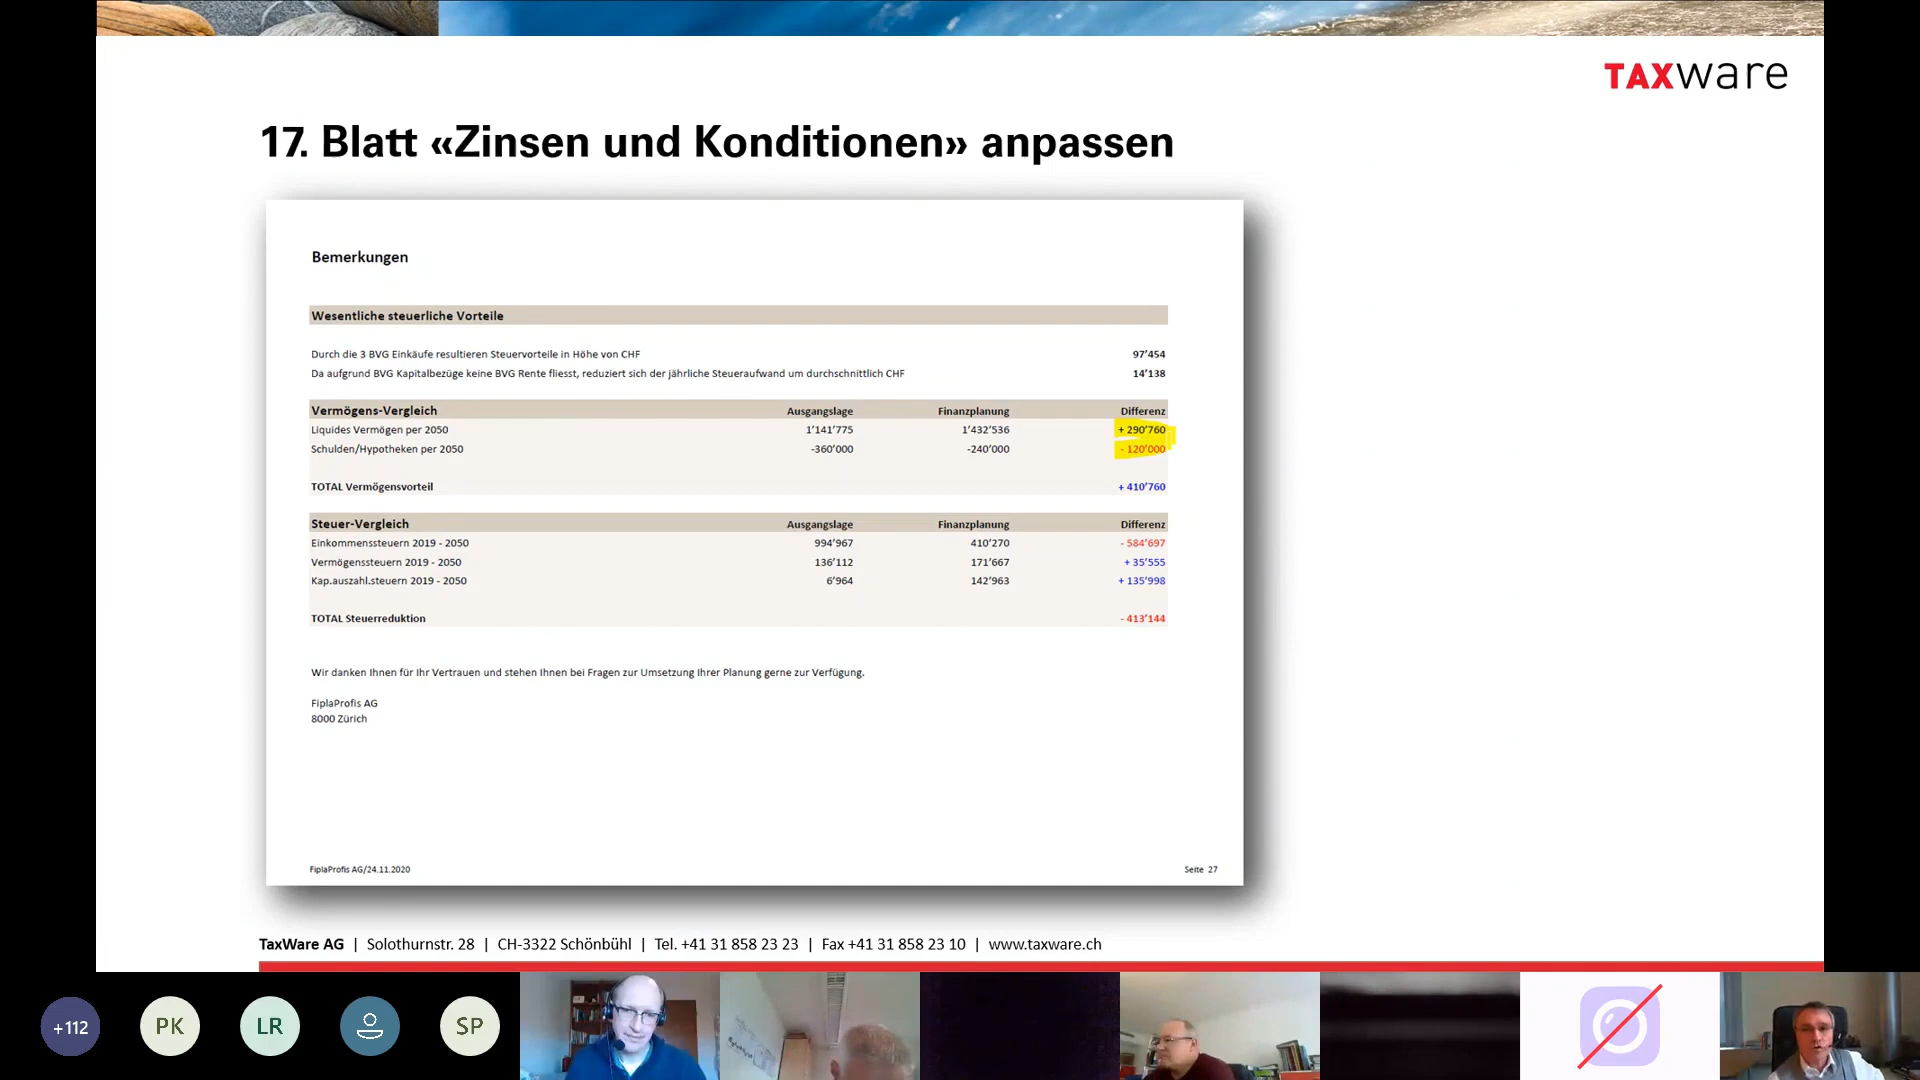 TAXware
17. Blatt «Zinsen und Konditionen» anpassen
Bemerkungen
Wesentliche steuerliche Vorteile
Durch die 3 BVG Einkäufe resultieren Steuervorteile in Höhe von CHF 97'454
Da aufgrund BVG Kapitalbezüge keine BVG Rente fliesst, reduziert sich der jährliche Steueraufwand um durchschnittlich CHF 14'138
Vermögens-Vergleich Ausgangslage Finanzplanung Differenz
Liquides Vermögen per 2050 1'141'775 1'432'536 + 290'760
Schulden/Hypotheken per 2050 -360'000 -240'000 - 120'000
TOTAL Vermögensvorteil + 410'760
Steuer-Vergleich Ausgangslage Finanzplanung Differenz
Einkommenssteuern 2019 - 2050 994'967 410'270 - 584'697
Vermögenssteuern 2019 - 2050 136'112 171'667 + 35'555
Kap.auszahl.steuern 2019 - 2050 6'964 142'963 + 135'998
TOTAL Steuerreduktion - 413'144
Wir danken Ihnen für Ihr Vertrauen und stehen Ihnen bei Fragen zur Umsetzung Ihrer Planung gerne zur Verfügung.
FiplaProfis AG
8000 Zürich
FiplaProfis AG/24.11.2020 Seite 27
TaxWare AG | Solothurnstr. 28 | CH-3322 Schönbühl | Tel. +41 31 858 23 23 | Fax +41 31 858 23 10 | www.taxware.ch
+112 PK LR SP